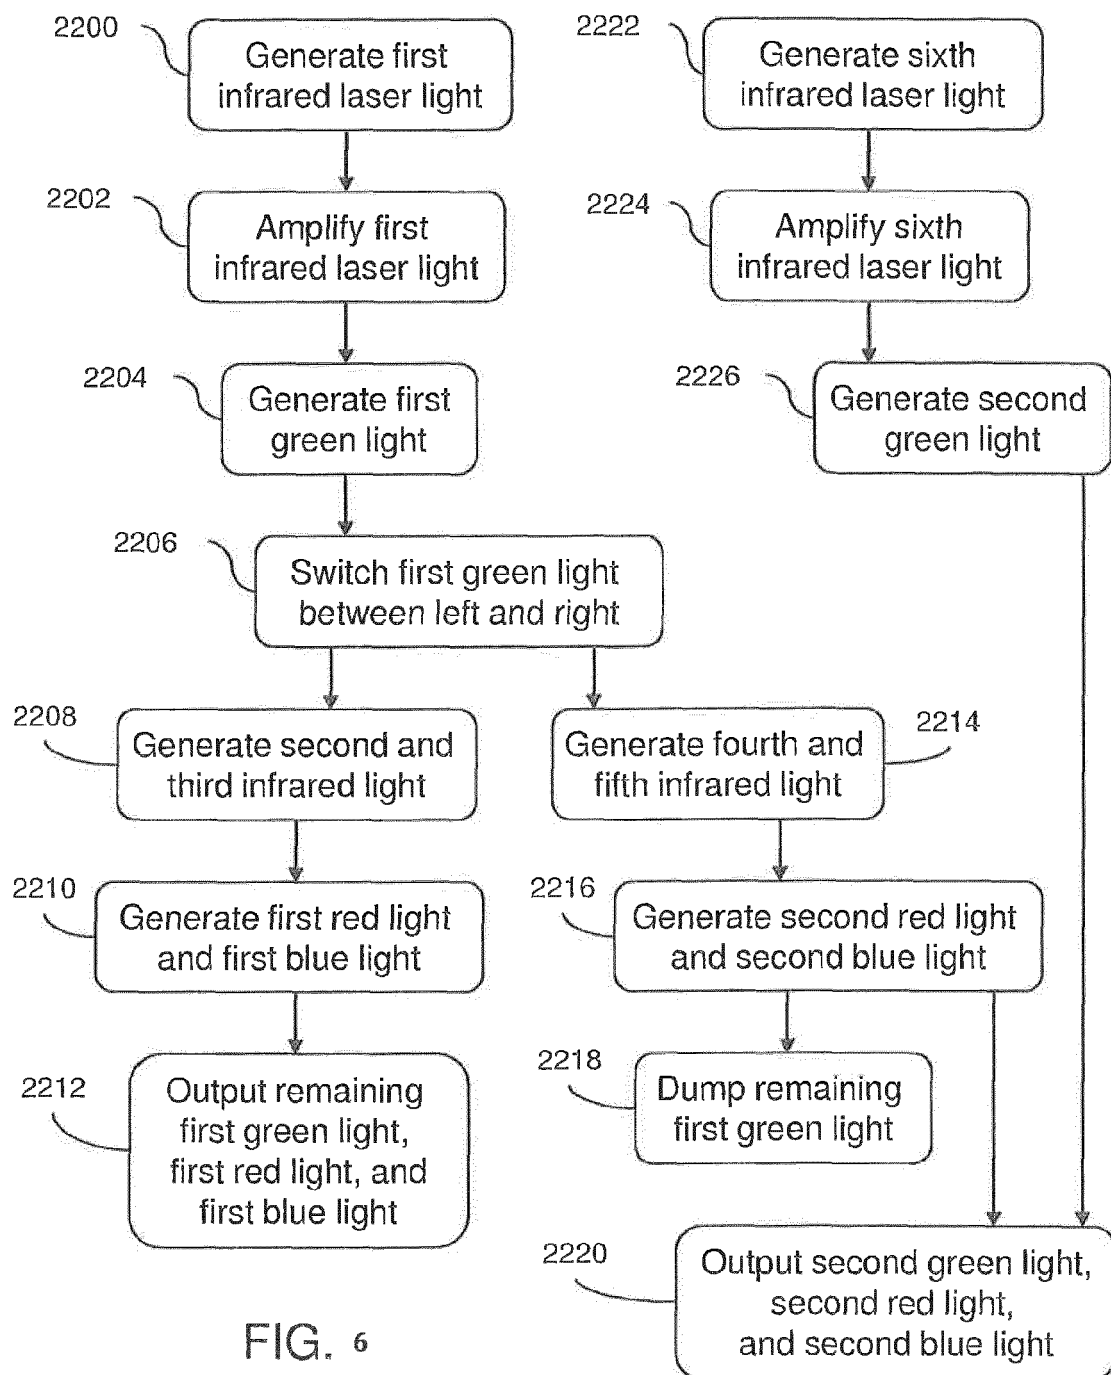 2200
Generate first
infrared laser light
2202
Amplify first
infrared laser light
2204
Generate first
green light
2206
Switch first green light
between left and right
2208
Generate second and
third infrared light
2210
Generate first red light
and first blue light
2212
Output remaining
first green light,
first red light, and
first blue light
2214
Generate fourth and
fifth infrared light
2216
Generate second red light
and second blue light
2218
Dump remaining
first green light
2222
Generate sixth
infrared laser light
2224
Amplify sixth
infrared laser light
2226
Generate second
green light
2220
Output second green light,
second red light,
and second blue light
FIG. 6